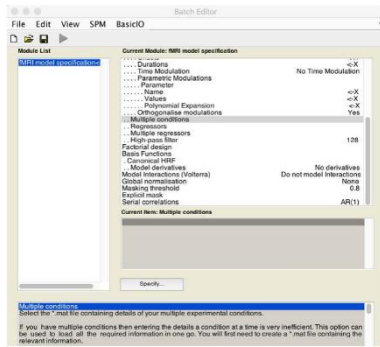 Batch Editor
File Edit View SPM BasicIO
Module List
Current Module: fMRI model specification
fMRI model specification<-
. . . . Durations <-X
. . . . Time Modulation No Time Modulation
. . . . Parametric Modulations
. . . . . Parameter
. . . . . . Name <-X
. . . . . . Values <-X
. . . . . . Polynomial Expansion <-X
. . . . Orthogonalise modulations Yes
. . Multiple conditions
. . Regressors
. . Multiple regressors
. . High-pass filter 128
Factorial design
Basis Functions
. Canonical HRF
. . Model derivatives No derivatives
Model Interactions (Volterra) Do not model Interactions
Global normalisation None
Masking threshold 0.8
Explicit mask
Serial correlations AR(1)
Current Item: Multiple conditions
Specify...
Multiple conditions
Select the *.mat file containing details of your multiple experimental conditions.
If you have multiple conditions then entering the details a condition at a time is very inefficient. This option can
be used to load all the required information in one go. You will first need to create a *.mat file containing the
relevant information.